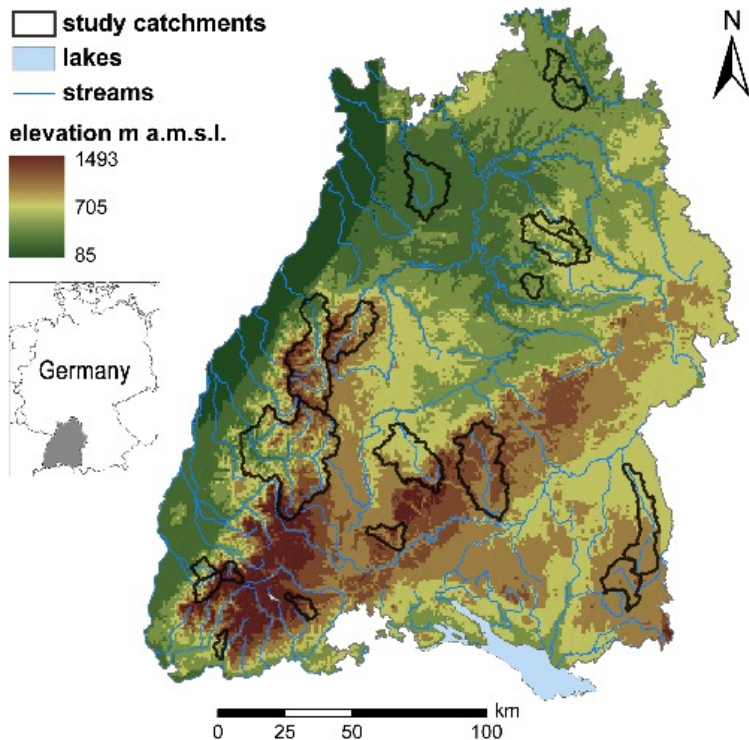 study catchments
lakes
streams
elevation m a.m.s.l.
1493
705
85
Germany
N
km
0 25 50 100